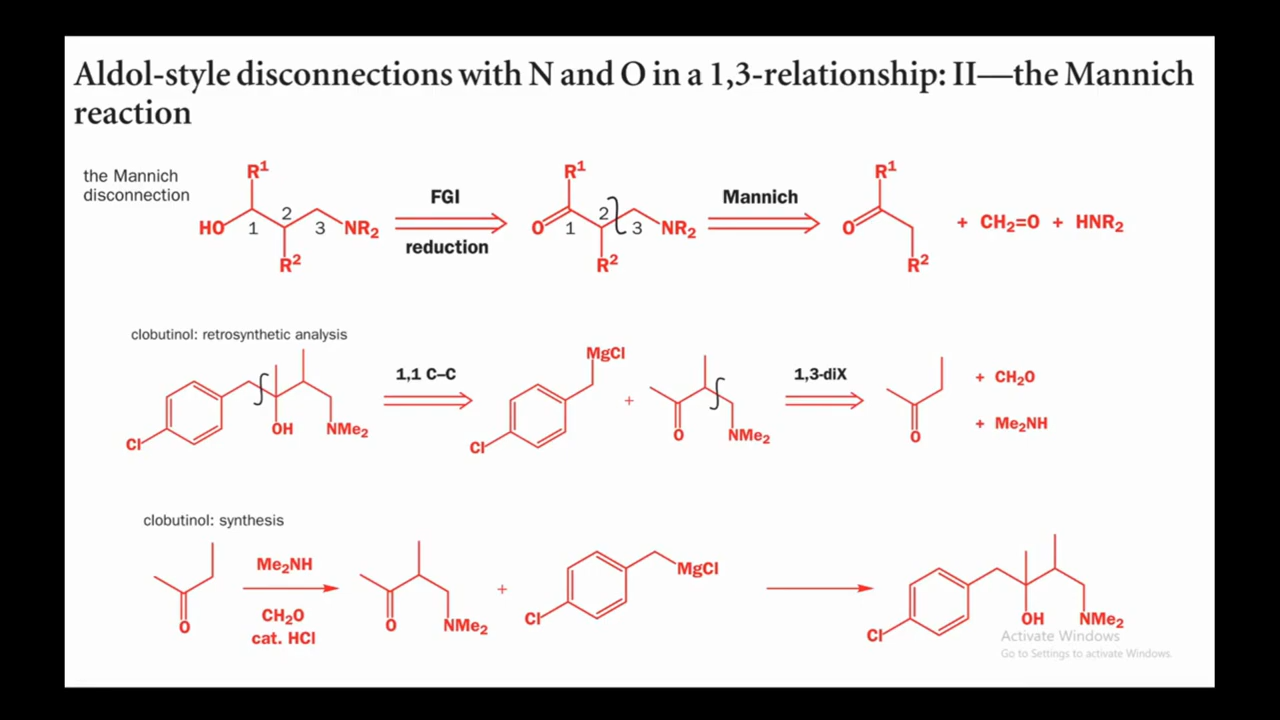 Aldol-style disconnections with N and O in a 1,3-relationship: II—the Mannich
reaction
the Mannich
disconnection
R¹
HO
1
2
3
NR₂
R²
FGI
reduction
R¹
O
1
2
3
NR₂
R²
Mannich
R¹
O
R²
+ CH₂=O + HNR₂
clobutinol: retrosynthetic analysis
Cl
OH
NMe₂
1,1 C–C
MgCl
Cl
+
O
NMe₂
1,3-diX
O
+ CH₂O
+ Me₂NH
clobutinol: synthesis
O
Me₂NH
CH₂O
cat. HCl
O
NMe₂
+
MgCl
Cl
Cl
OH
NMe₂
Activate Windows
Go to Settings to activate Windows.